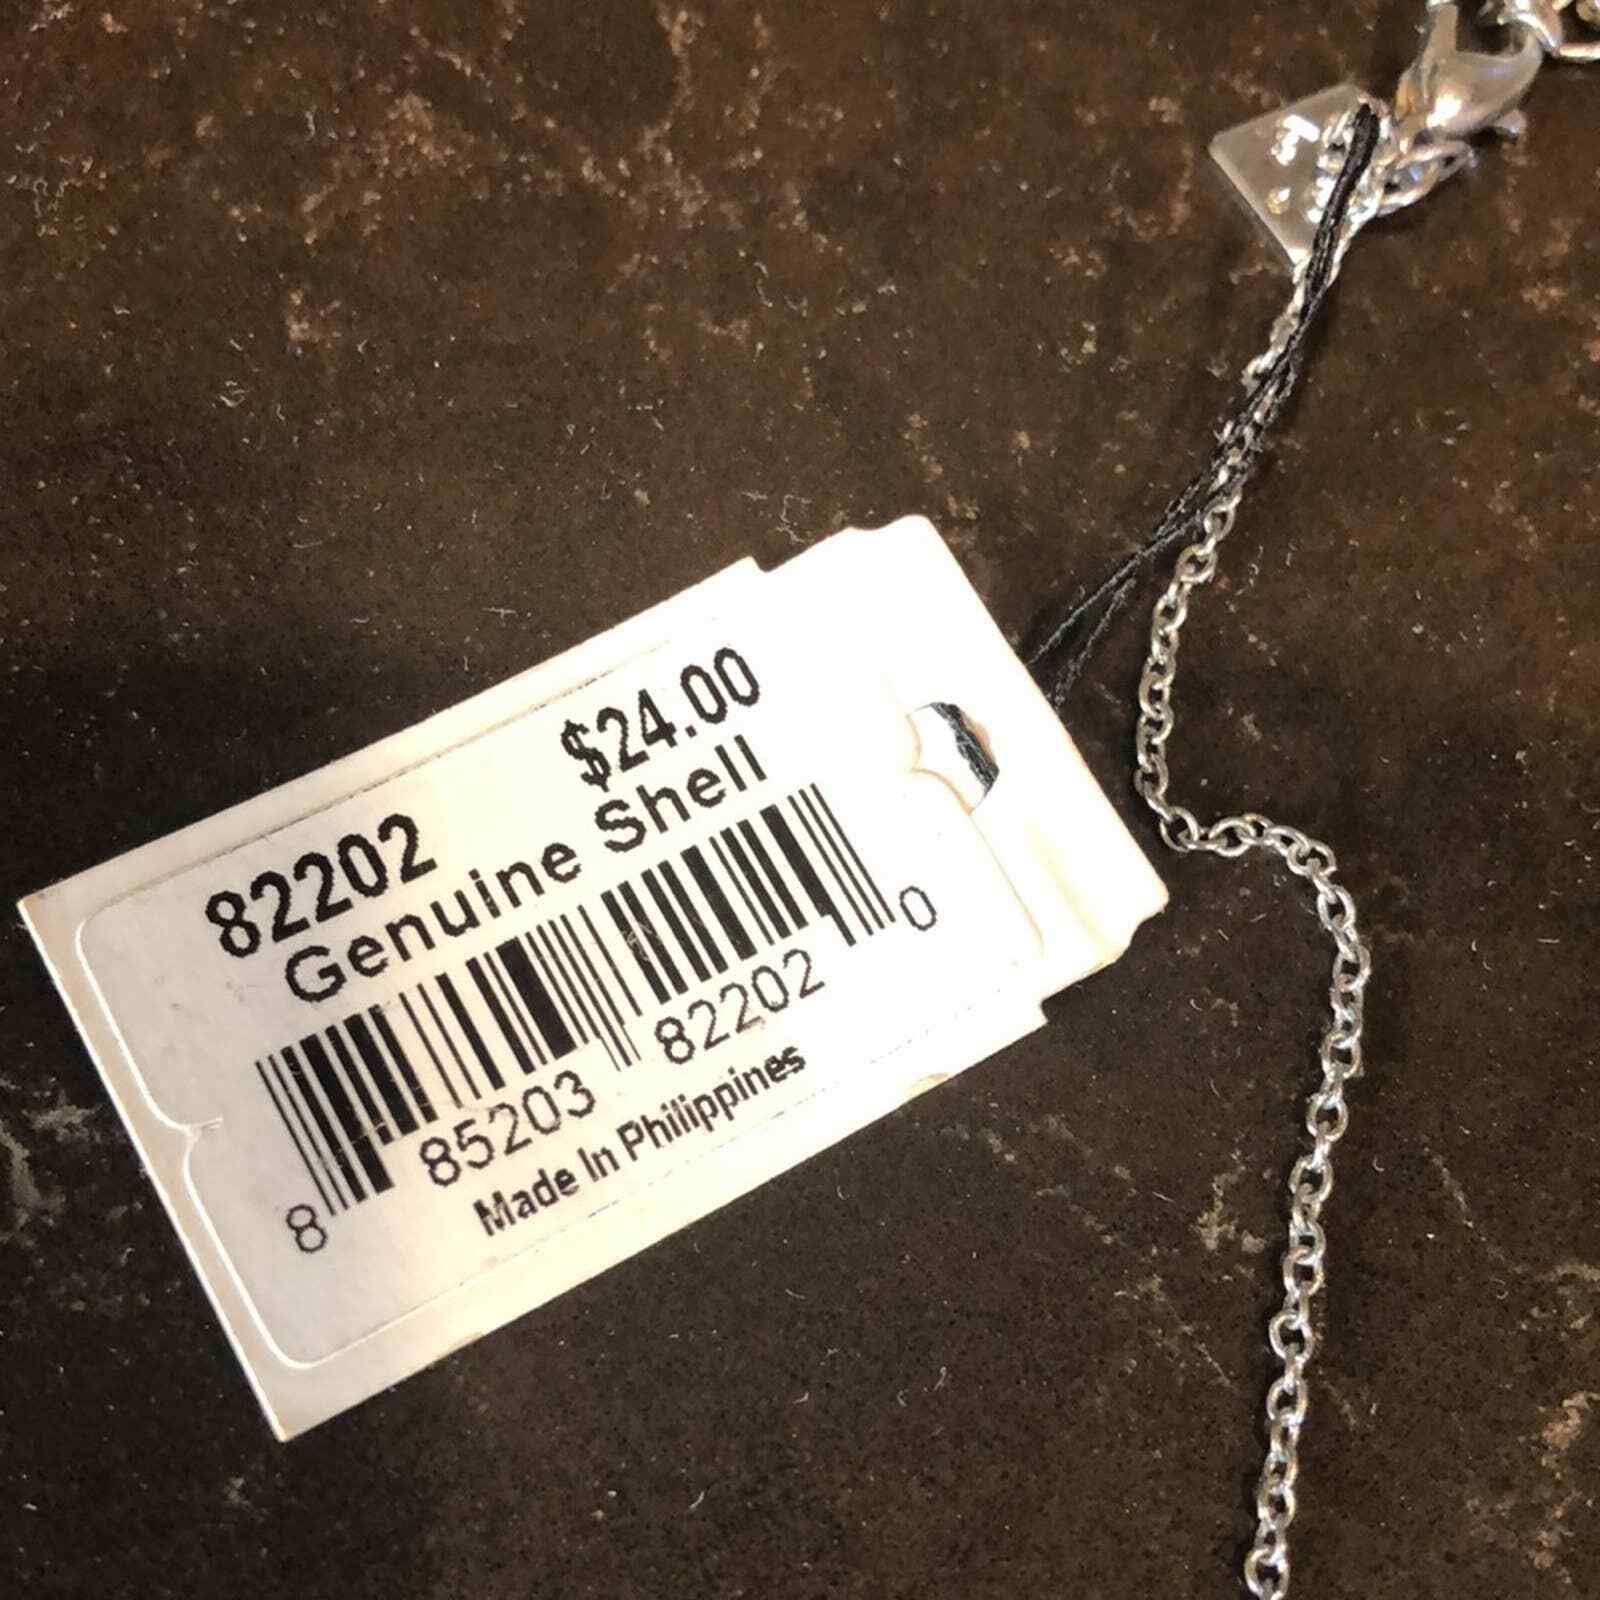 $24.00
82202
Genuine Shell
8 85203 82202 0
Made In Philippines